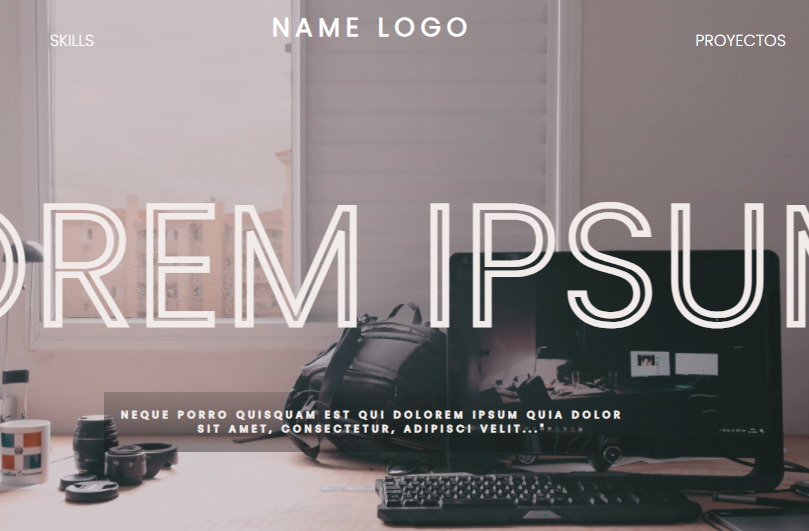 NAME LOGO
SKILLS
PROYECTOS
OREM IPSUM
NEQUE PORRO QUISQUAM EST QUI DOLOREM IPSUM QUIA DOLOR
SIT AMET, CONSECTETUR, ADIPISCI VELIT..."